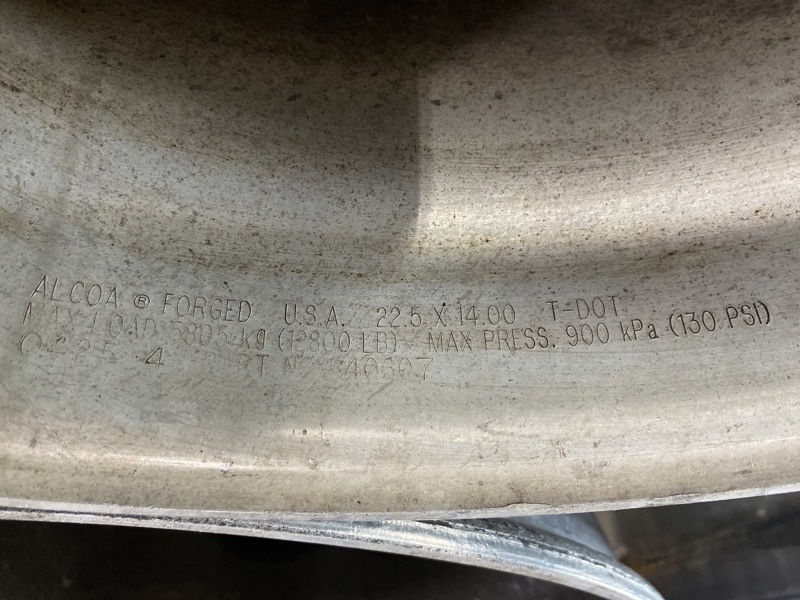 ALCOA ® FORGED U.S.A. 22.5 X 14.00 T-DOT
MAX LOAD 5805 kg (12800 LB) MAX PRESS. 900 kPa (130 PSI)
4